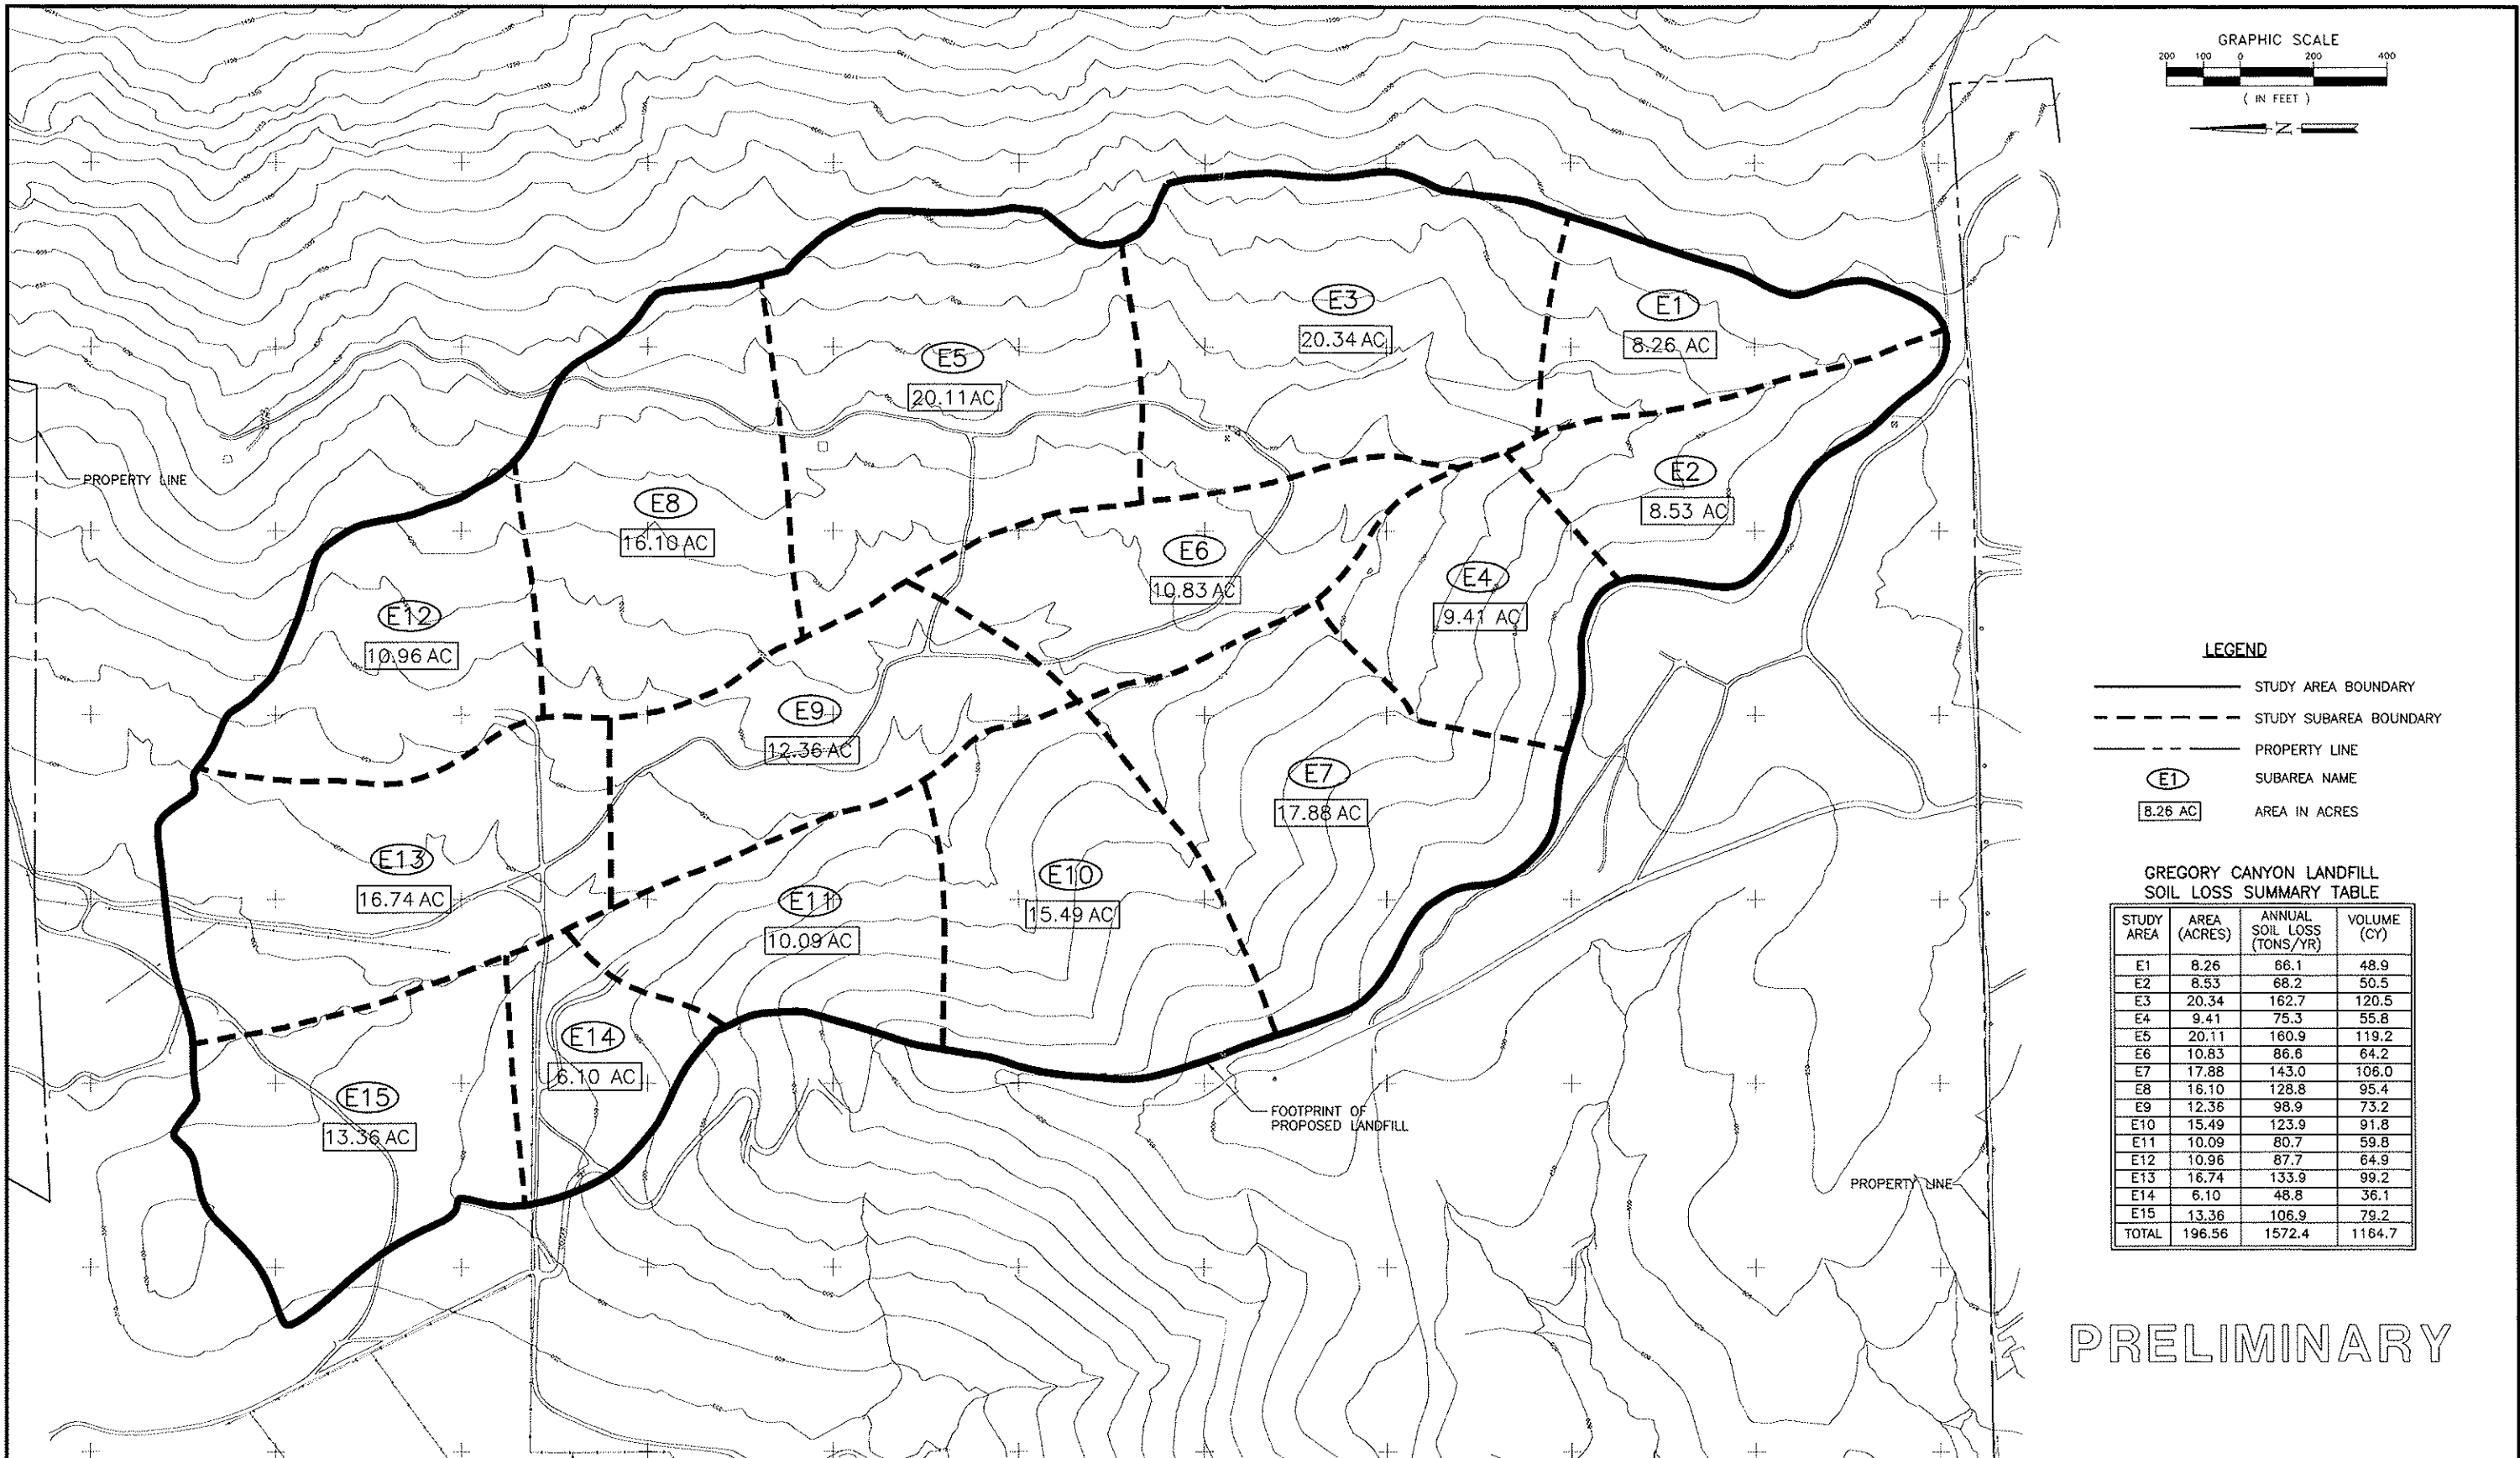 GRAPHIC SCALE
200 100 0 200 400
( IN FEET )
N
E3
20.34 AC
E1
8.26 AC
E5
20.11 AC
PROPERTY LINE
E2
8.53 AC
E8
16.10 AC
E6
10.83 AC
E4
9.41 AC
E12
10.96 AC
E9
12.36 AC
E7
17.88 AC
E13
16.74 AC
E10
15.49 AC
E11
10.09 AC
E14
6.10 AC
E15
13.36 AC
FOOTPRINT OF
PROPOSED LANDFILL
PROPERTY LINE
LEGEND
STUDY AREA BOUNDARY
STUDY SUBAREA BOUNDARY
PROPERTY LINE
E1 SUBAREA NAME
8.26 AC AREA IN ACRES
GREGORY CANYON LANDFILL
SOIL LOSS SUMMARY TABLE
STUDY AREA AREA (ACRES) ANNUAL SOIL LOSS (TONS/YR) VOLUME (CY)
E1 8.26 66.1 48.9
E2 8.53 68.2 50.5
E3 20.34 162.7 120.5
E4 9.41 75.3 55.8
E5 20.11 160.9 119.2
E6 10.83 86.6 64.2
E7 17.88 143.0 106.0
E8 16.10 128.8 95.4
E9 12.36 98.9 73.2
E10 15.49 123.9 91.8
E11 10.09 80.7 59.8
E12 10.96 87.7 64.9
E13 16.74 133.9 99.2
E14 6.10 48.8 36.1
E15 13.36 106.9 79.2
TOTAL 196.56 1572.4 1164.7
PRELIMINARY